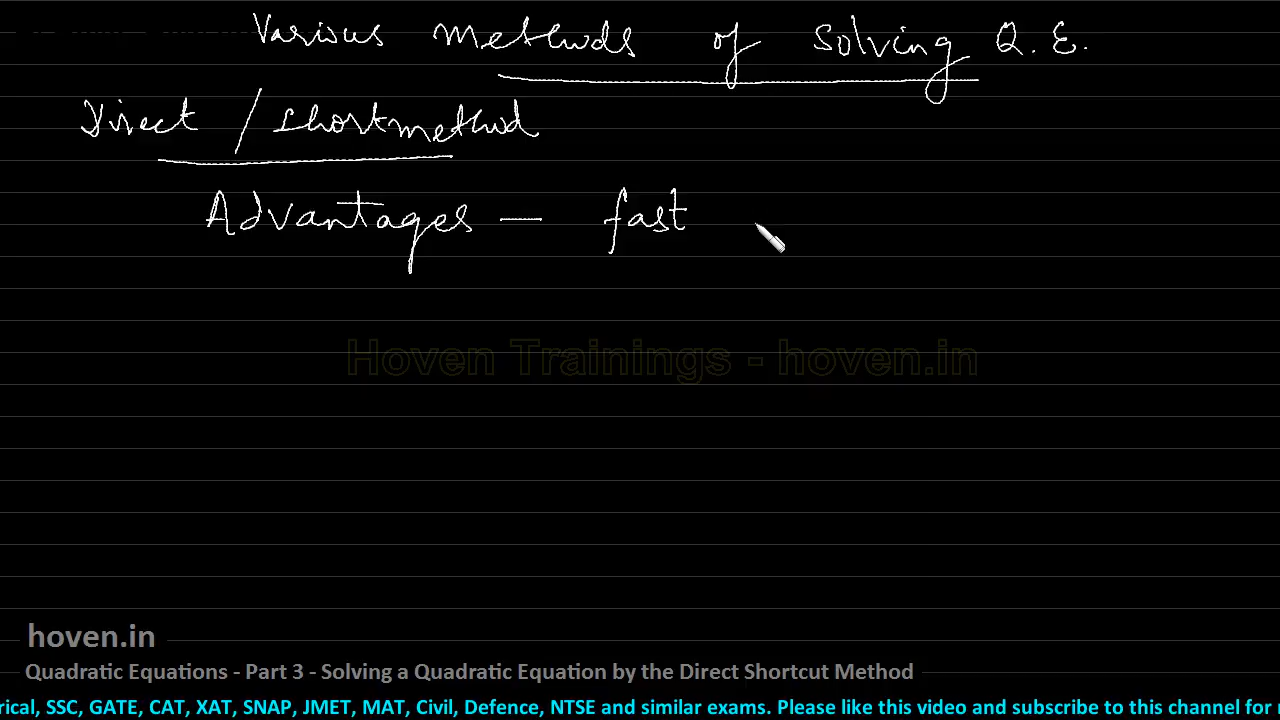 Various methods of solving Q.E.
Direct / Shortmethod
Advantages — fast
Hoven Trainings - hoven.in
hoven.in
Quadratic Equations - Part 3 - Solving a Quadratic Equation by the Direct Shortcut Method
rical, SSC, GATE, CAT, XAT, SNAP, JMET, MAT, Civil, Defence, NTSE and similar exams. Please like this video and subscribe to this channel for